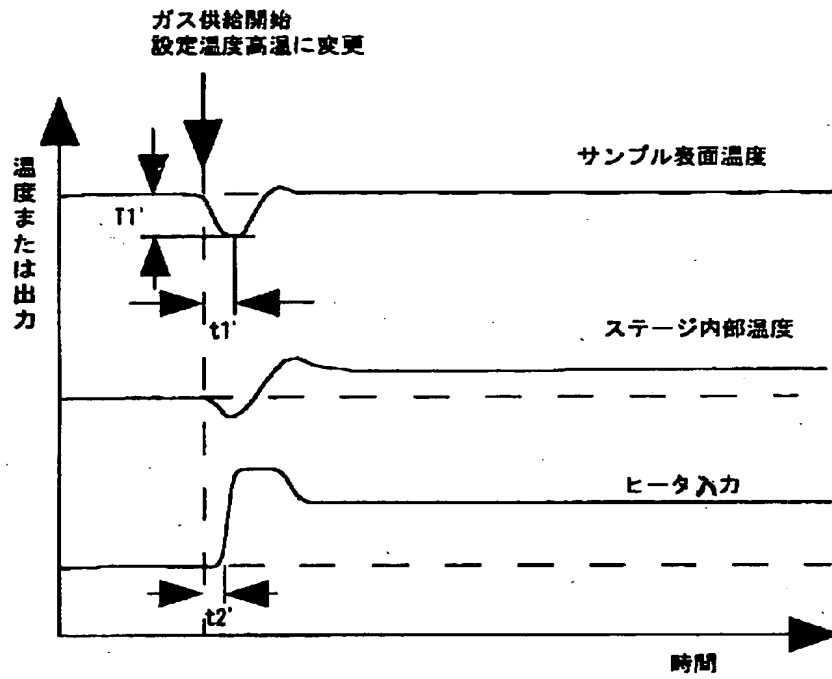 ガス供給開始
設定温度高温に変更
温度または出力
サンプル表面温度
T1'
t1'
ステージ内部温度
ヒータ入力
t2'
時間